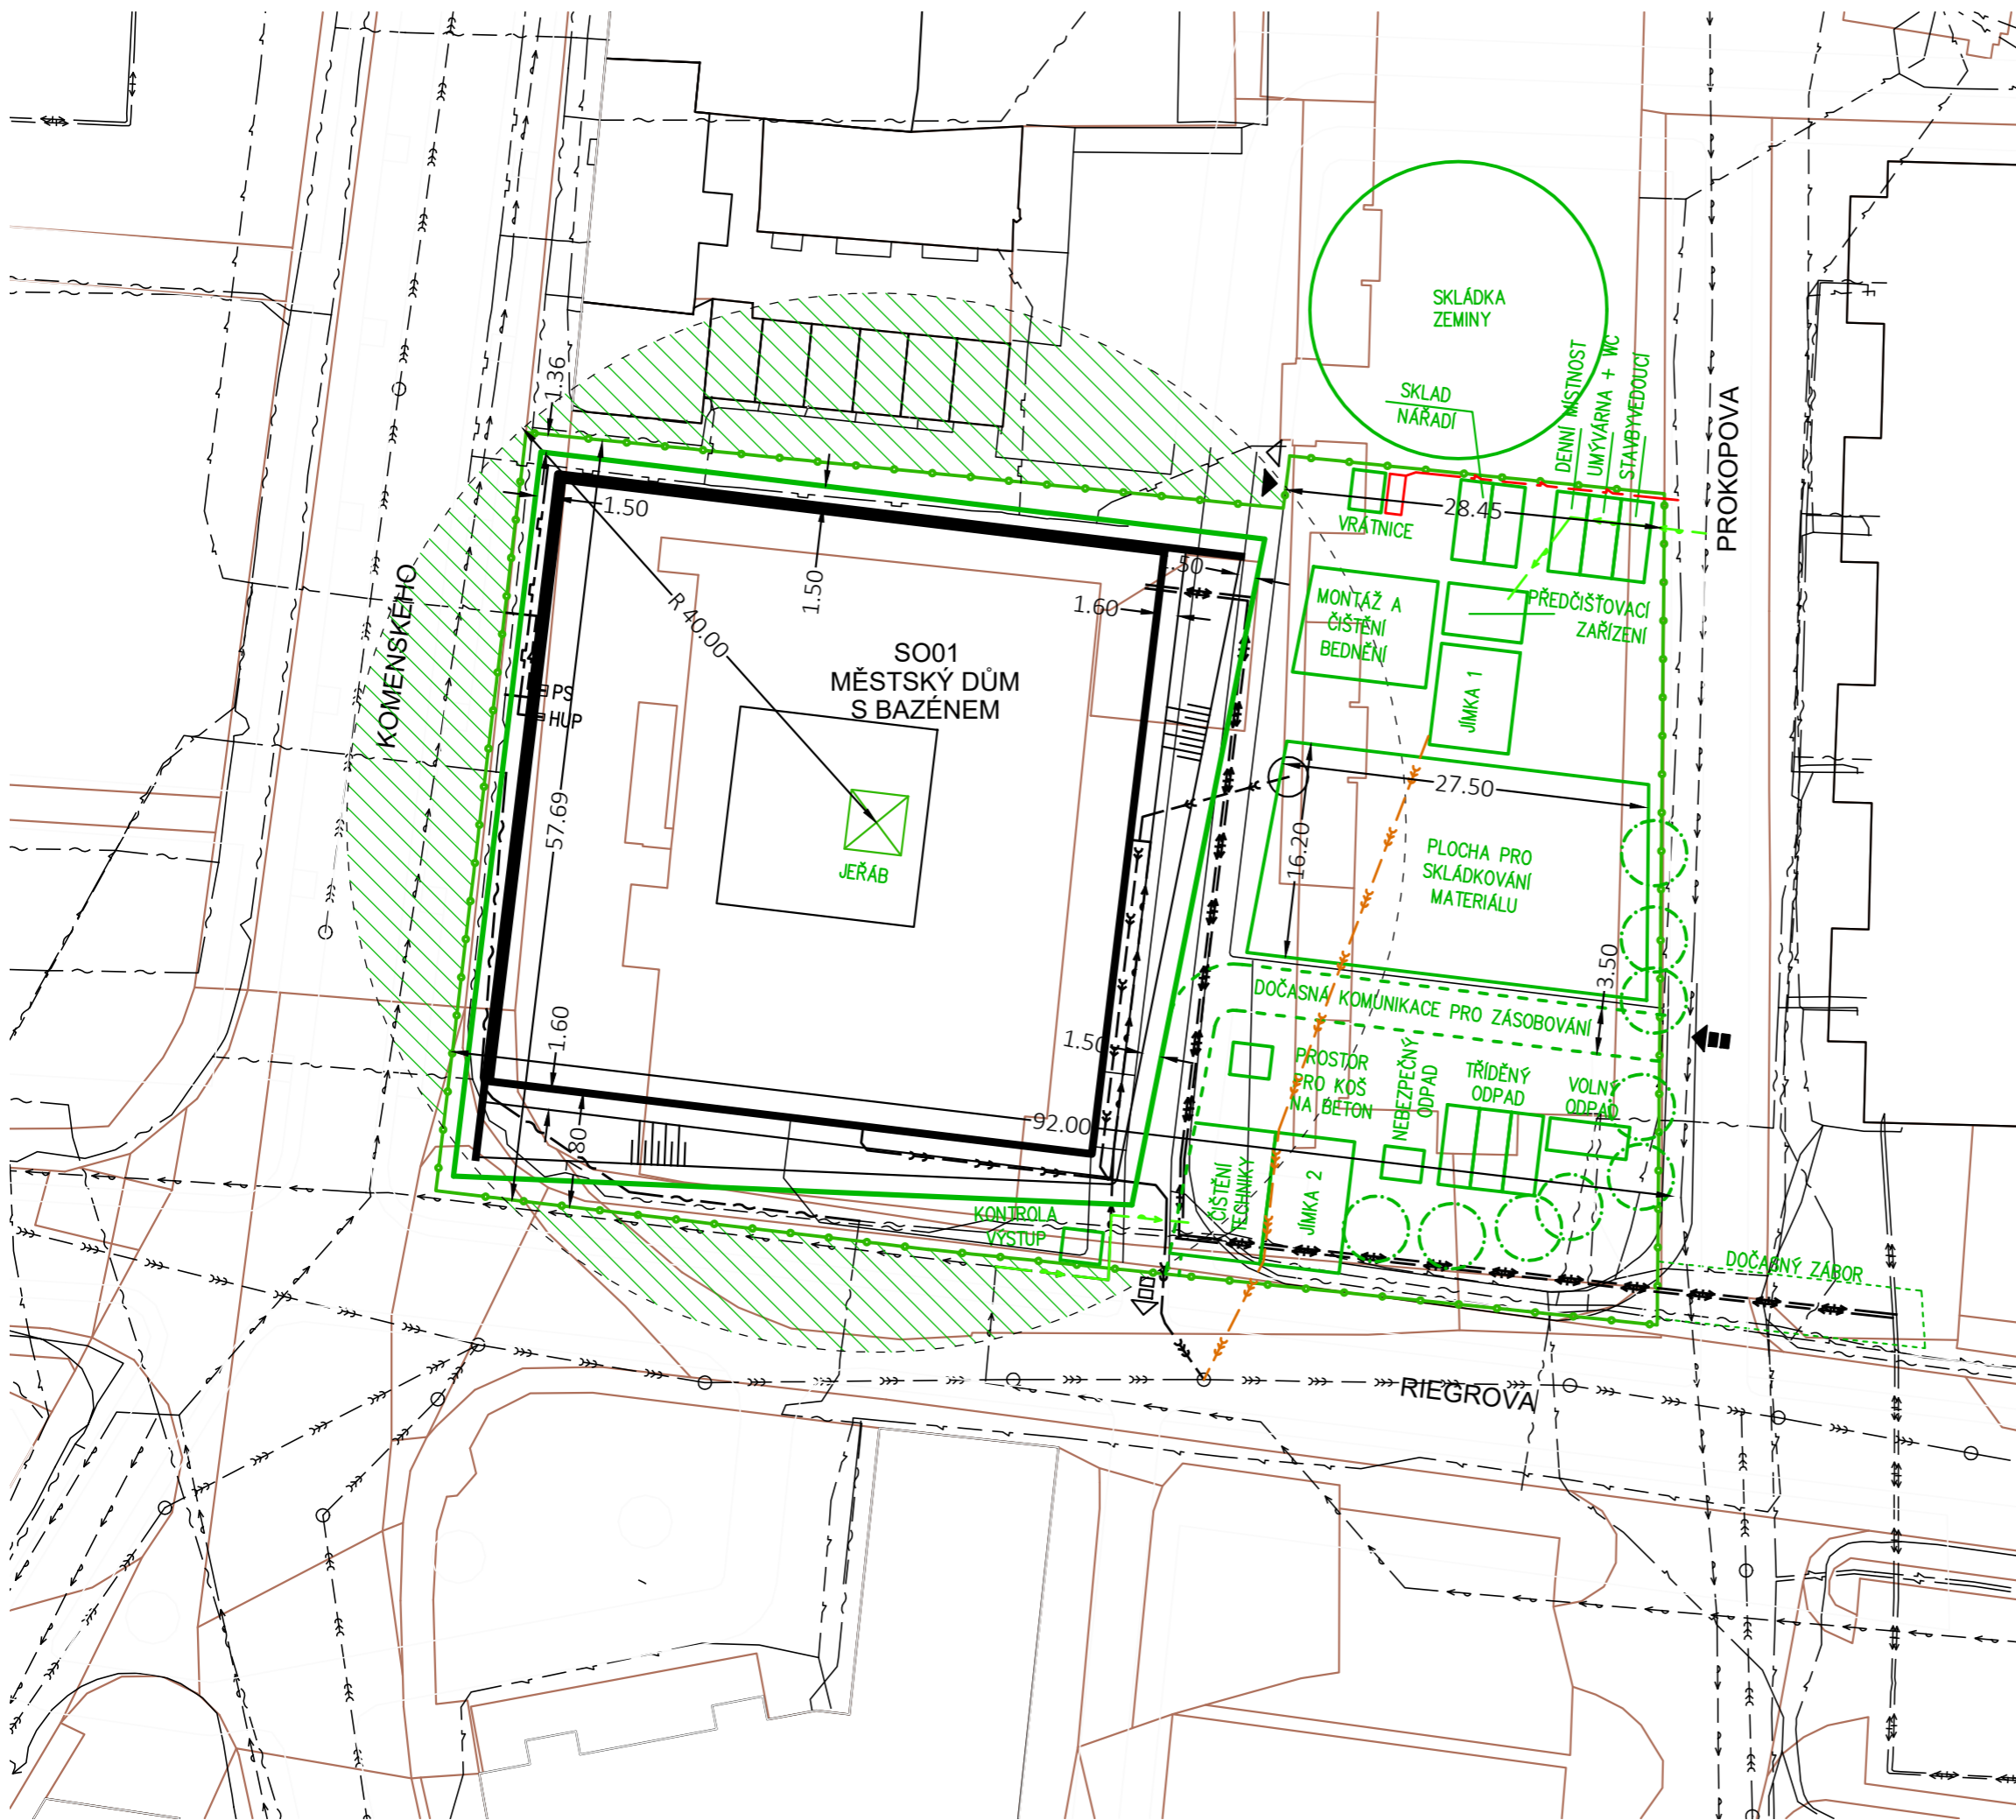 SKLÁDKA
ZEMINY
SKLAD
NÁŘADÍ
DENNÍ MÍSTNOST
UMÝVÁRNA + WC
STAVBYVEDOUCÍ
PROKOPOVA
1.36
1.50
1.50
28.45
VRÁTNICE
.50
1.60
MONTÁŽ A
ČIŠTĚNÍ
BEDNĚNÍ
PŘEDČIŠŤOVACÍ
ZAŘÍZENÍ
KOMENSKÉHO
R 40.00
SO01
MĚSTSKÝ DŮM
S BAZÉNEM
PS
HUP
JÍMKA 1
27.50
57.69
16.20
JEŘÁB
PLOCHA PRO
SKLÁDKOVÁNÍ
MATERIÁLU
3.50
DOČASNÁ KOMUNIKACE PRO ZÁSOBOVÁNÍ
1.60
1.50
PROSTOR
PRO KOŠ
NA BETON
NEBEZPEČNÝ
ODPAD
TŘÍDĚNÝ
ODPAD
VOLNÝ
ODPAD
92.00
.80
ČIŠTĚNÍ
TECHNIKY
JÍMKA 2
KONTROLA
VÝSTUP
DOČASNÝ ZÁBOR
RIEGROVA